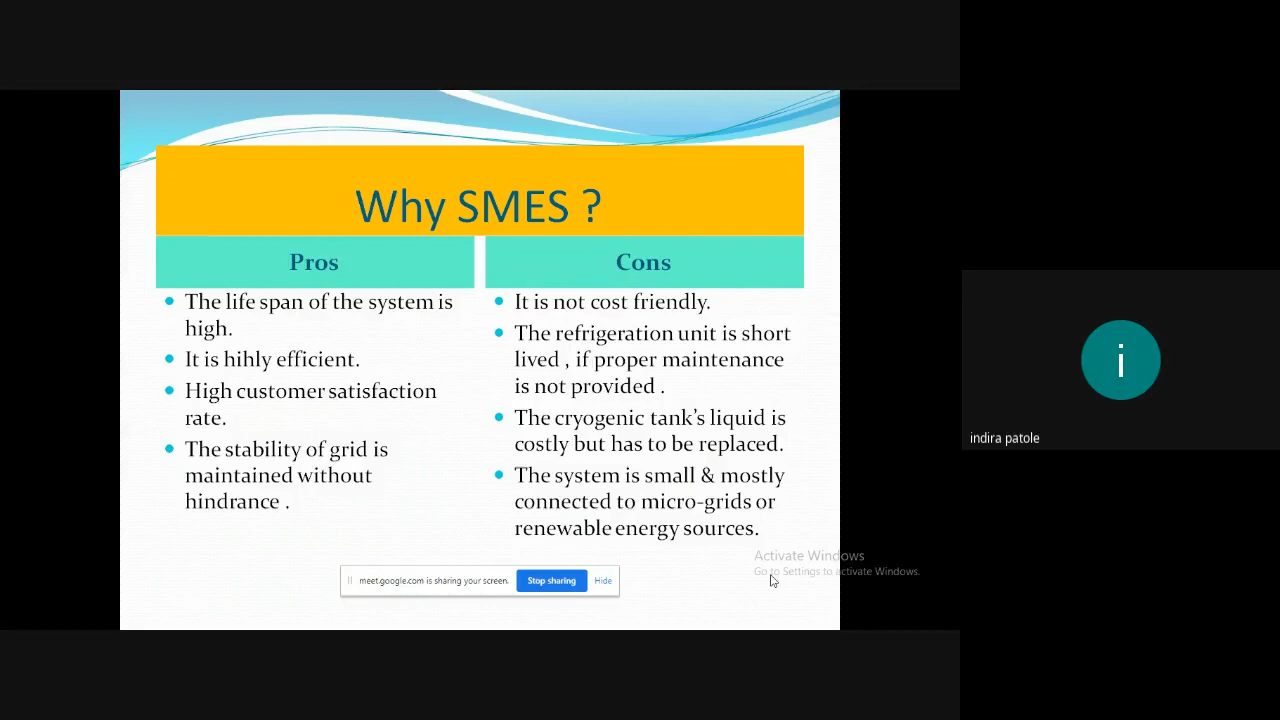 Why SMES ?
Pros
The life span of the system is
high.
It is hihly efficient.
High customer satisfaction
rate.
The stability of grid is
maintained without
hindrance .
Cons
It is not cost friendly.
The refrigeration unit is short
lived , if proper maintenance
is not provided .
The cryogenic tank's liquid is
costly but has to be replaced.
The system is small & mostly
connected to micro-grids or
renewable energy sources.
Activate Windows
Go to Settings to activate Windows.
meet.google.com is sharing your screen.
Stop sharing
Hide
i
indira patole